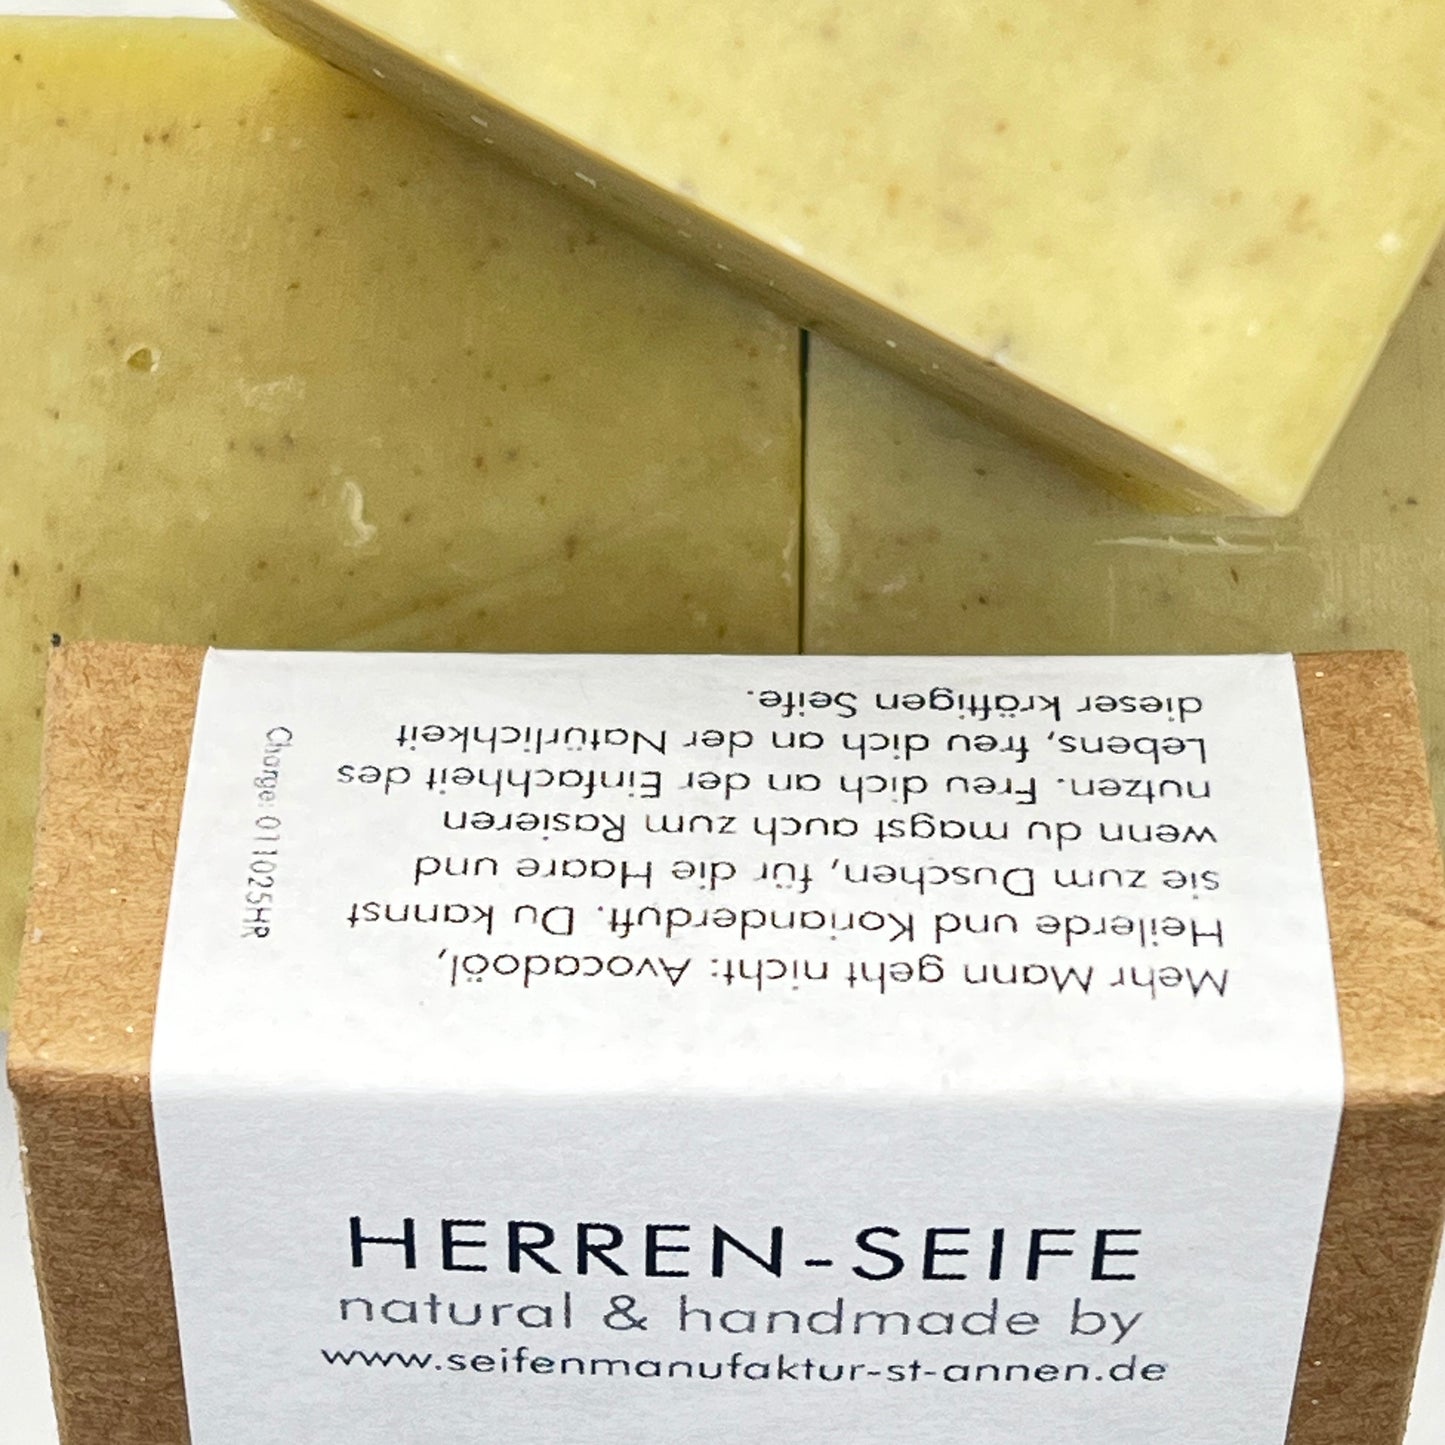 Mehr Mann geht nicht: Avocadoöl,
Heilerde und Korianderduft. Du kannst
sie zum Duschen, für die Haare und
wenn du magst auch zum Rasieren
nutzen. Freu dich an der Einfachheit des
Lebens, freu dich an der Natürlichkeit
dieser kräftigen Seife.
Charge: 011025HR
HERREN-SEIFE
natural & handmade by
www.seifenmanufaktur-st-annen.de